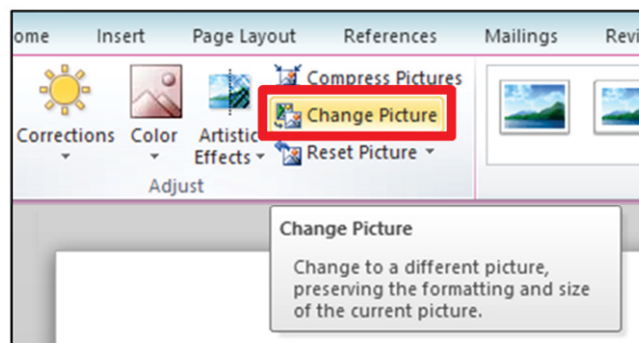 ome Insert Page Layout References Mailings Revi
Compress Pictures
Change Picture
Corrections Color Artistic
Effects
Reset Picture
Adjust
Change Picture
Change to a different picture,
preserving the formatting and size
of the current picture.